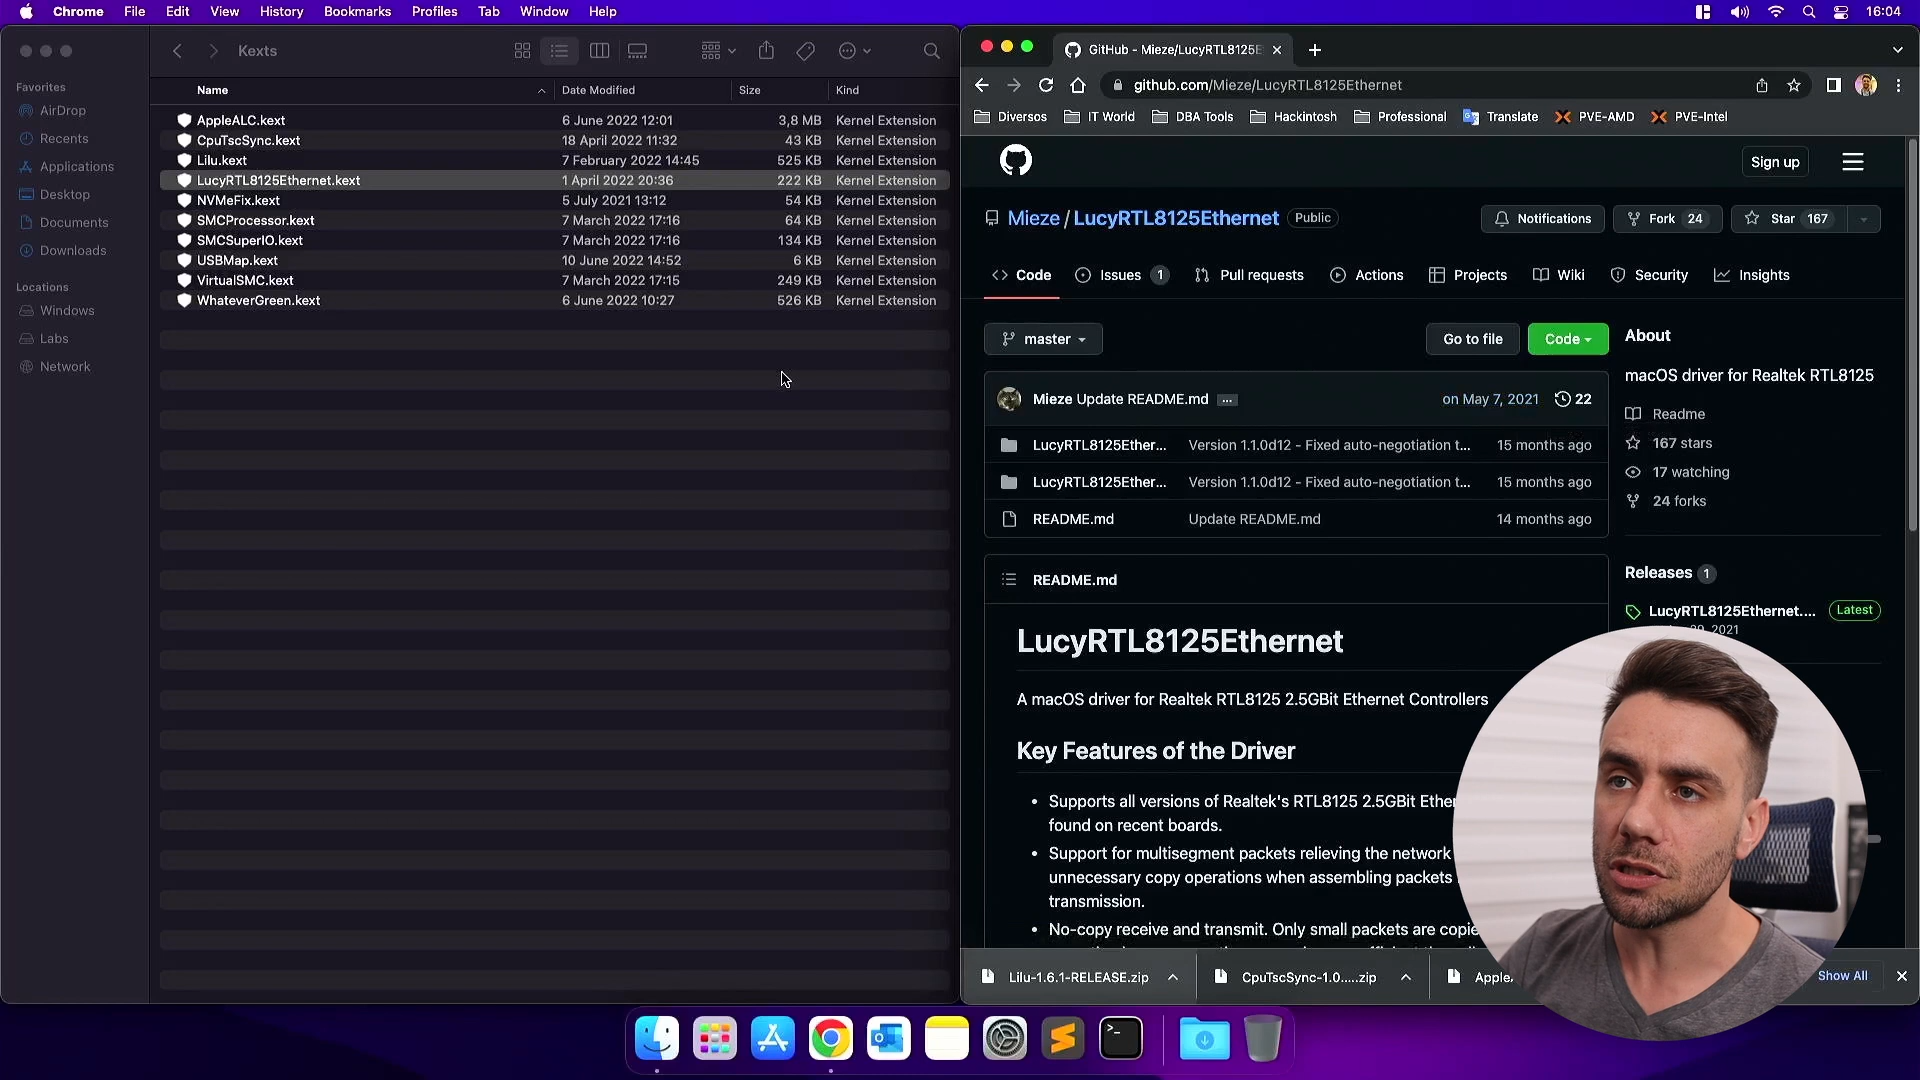 Chrome File Edit View History Bookmarks Profiles Tab Window Help 16:04
Kexts
Favorites
AirDrop
Recents
Applications
Desktop
Documents
Downloads
Locations
Windows
Labs
Network
Name Date Modified Size Kind
AppleALC.kext 6 June 2022 12:01 3,8 MB Kernel Extension
CpuTscSync.kext 18 April 2022 11:32 43 KB Kernel Extension
Lilu.kext 7 February 2022 14:45 525 KB Kernel Extension
LucyRTL8125Ethernet.kext 1 April 2022 20:36 222 KB Kernel Extension
NVMeFix.kext 5 July 2021 13:12 54 KB Kernel Extension
SMCProcessor.kext 7 March 2022 17:16 64 KB Kernel Extension
SMCSuperIO.kext 7 March 2022 17:16 134 KB Kernel Extension
USBMap.kext 10 June 2022 14:52 6 KB Kernel Extension
VirtualSMC.kext 7 March 2022 17:15 249 KB Kernel Extension
WhateverGreen.kext 6 June 2022 10:27 526 KB Kernel Extension
GitHub - Mieze/LucyRTL8125E
github.com/Mieze/LucyRTL8125Ethernet
Diversos IT World DBA Tools Hackintosh Professional Translate PVE-AMD PVE-Intel
Sign up
Mieze / LucyRTL8125Ethernet Public Notifications Fork 24 Star 167
Code Issues 1 Pull requests Actions Projects Wiki Security Insights
master Go to file Code
Mieze Update README.md ... on May 7, 2021 22
LucyRTL8125Ether... Version 1.1.0d12 - Fixed auto-negotiation t... 15 months ago
LucyRTL8125Ether... Version 1.1.0d12 - Fixed auto-negotiation t... 15 months ago
README.md Update README.md 14 months ago
About
macOS driver for Realtek RTL8125
Readme
167 stars
17 watching
24 forks
Releases 1
LucyRTL8125Ethernet.... Latest
2021
README.md
LucyRTL8125Ethernet
A macOS driver for Realtek RTL8125 2.5GBit Ethernet Controllers
Key Features of the Driver
• Supports all versions of Realtek's RTL8125 2.5GBit Ether
found on recent boards.
• Support for multisegment packets relieving the network
unnecessary copy operations when assembling packets
transmission.
• No-copy receive and transmit. Only small packets are copie
Lilu-1.6.1-RELEASE.zip CpuTscSync-1.0.....zip Apple Show All